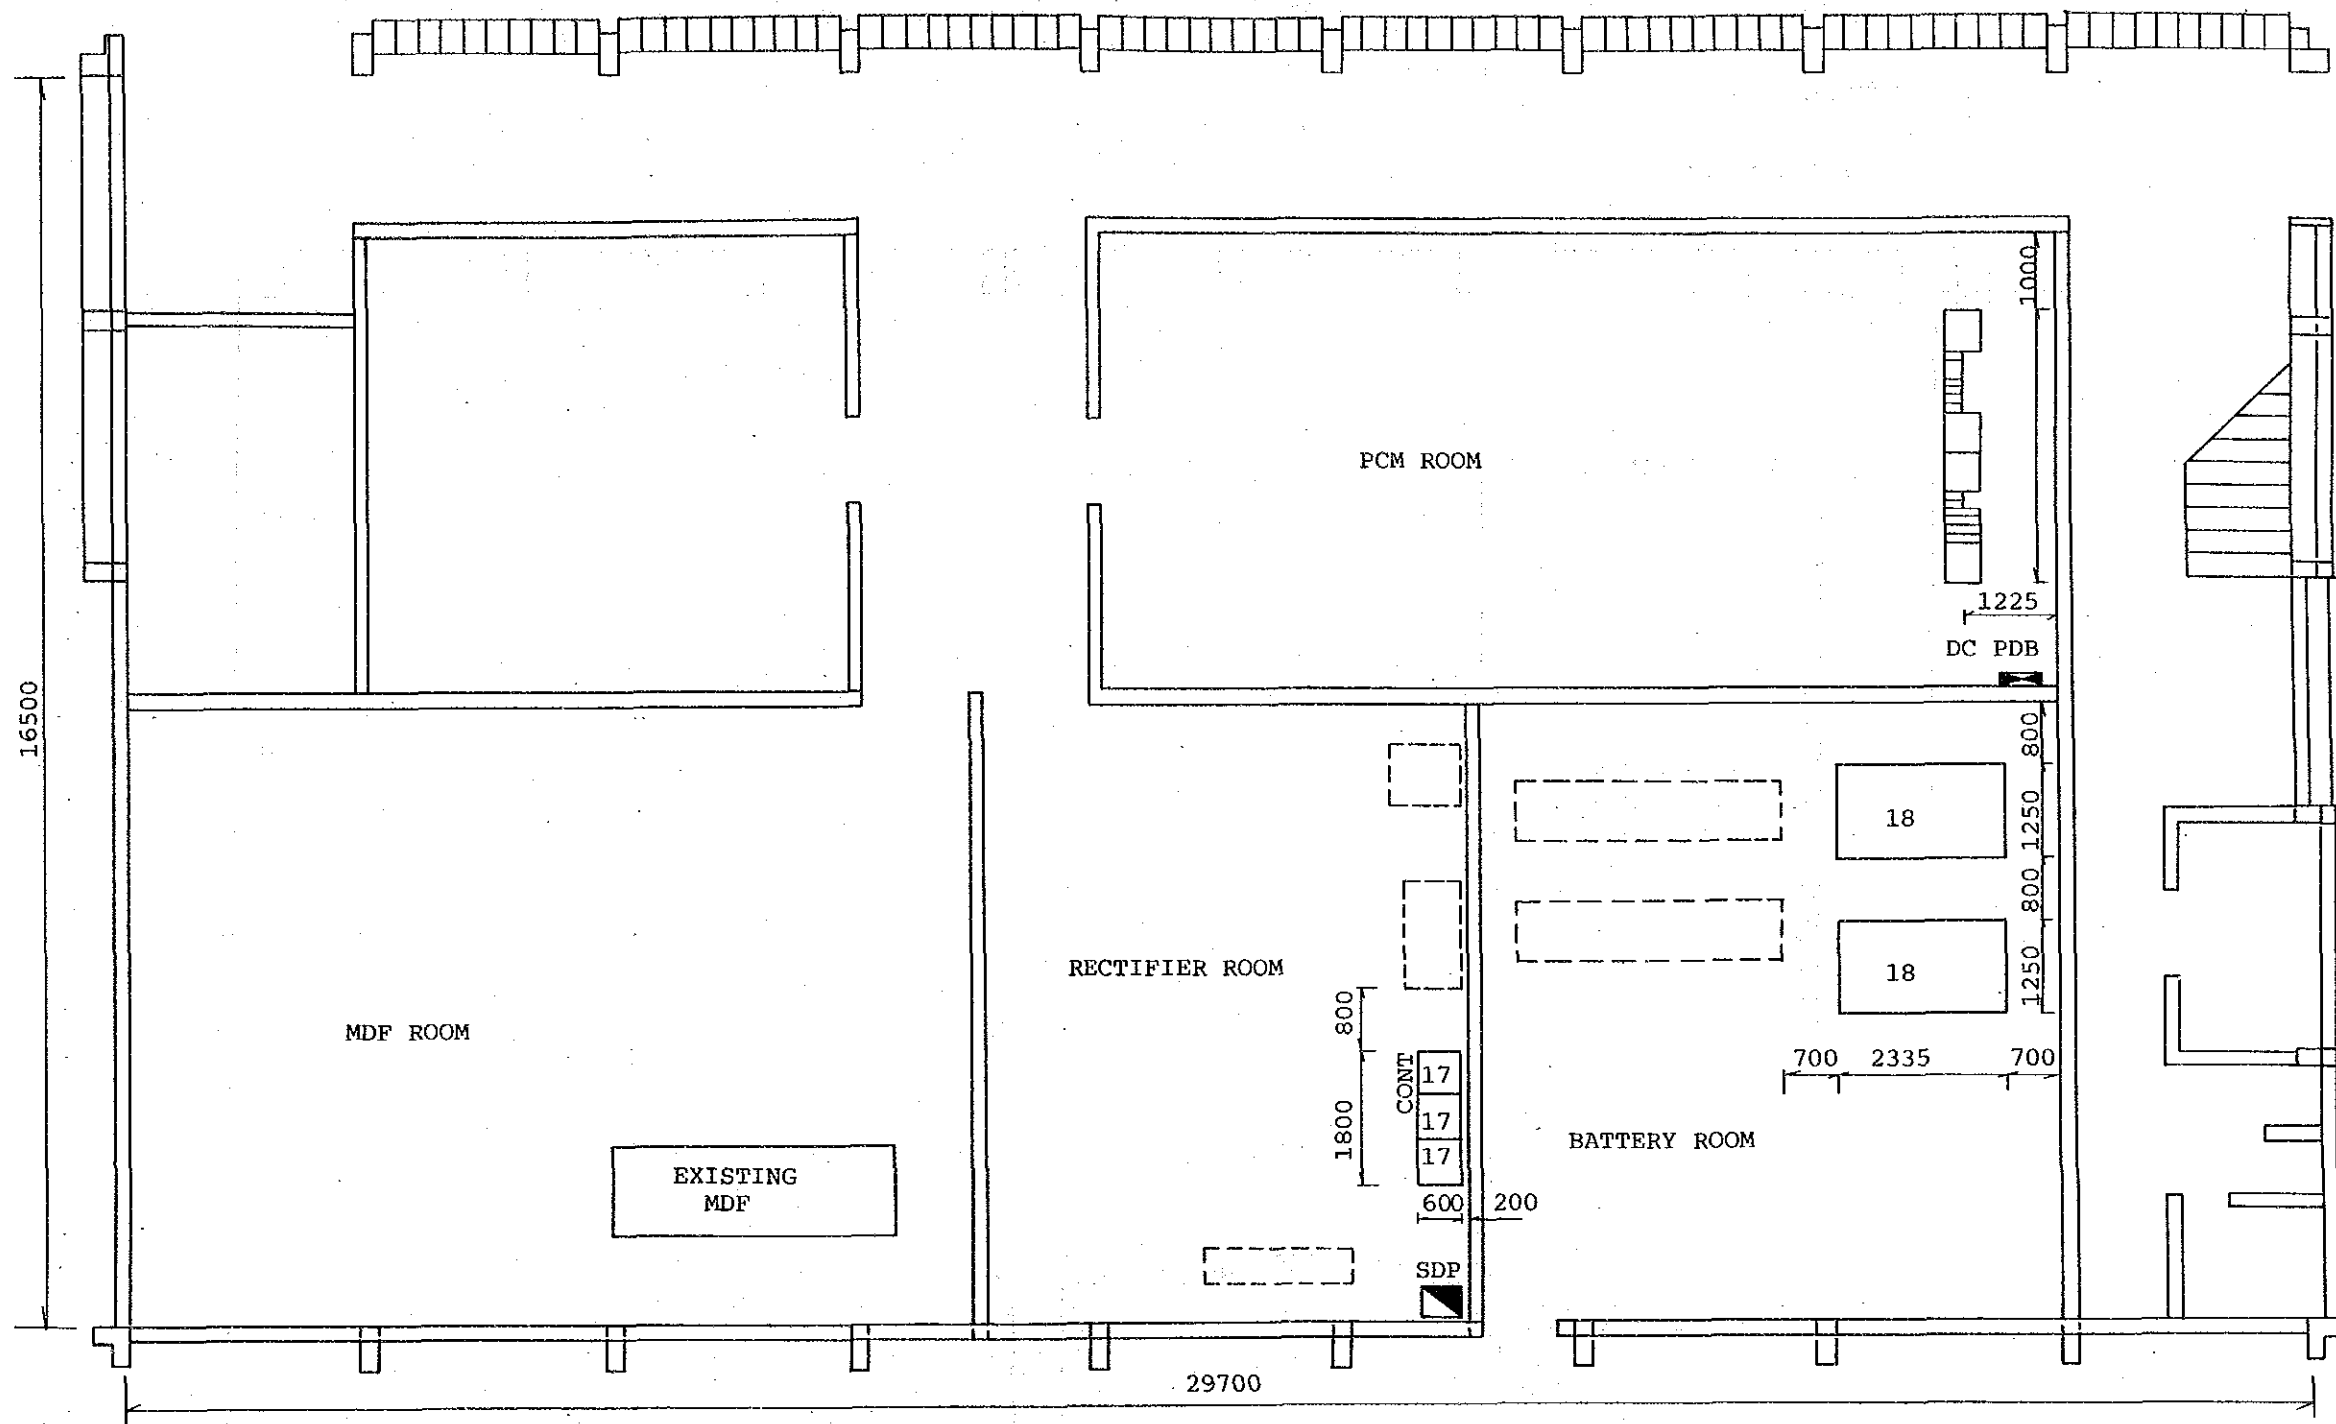 1000
PCM ROOM
1225
DC PDB
16500
800
1250
18
800
1250
18
RECTIFIER ROOM
MDF ROOM
800
1800
CONT
17
17
17
700 2335 700
BATTERY ROOM
EXISTING
MDF
600 200
SDP
29700